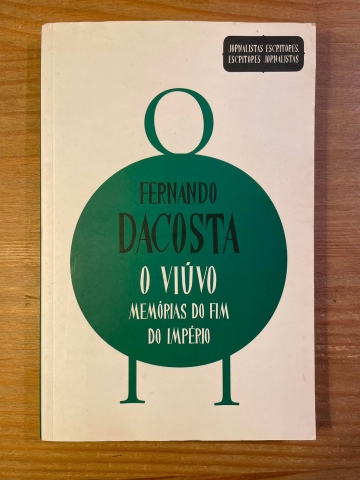 JORNALISTAS ESCRITORES,
ESCRITORES JORNALISTAS
FERNANDO
DACOSTA
O VIÚVO
MEMÓRIAS DO FIM
DO IMPÉRIO